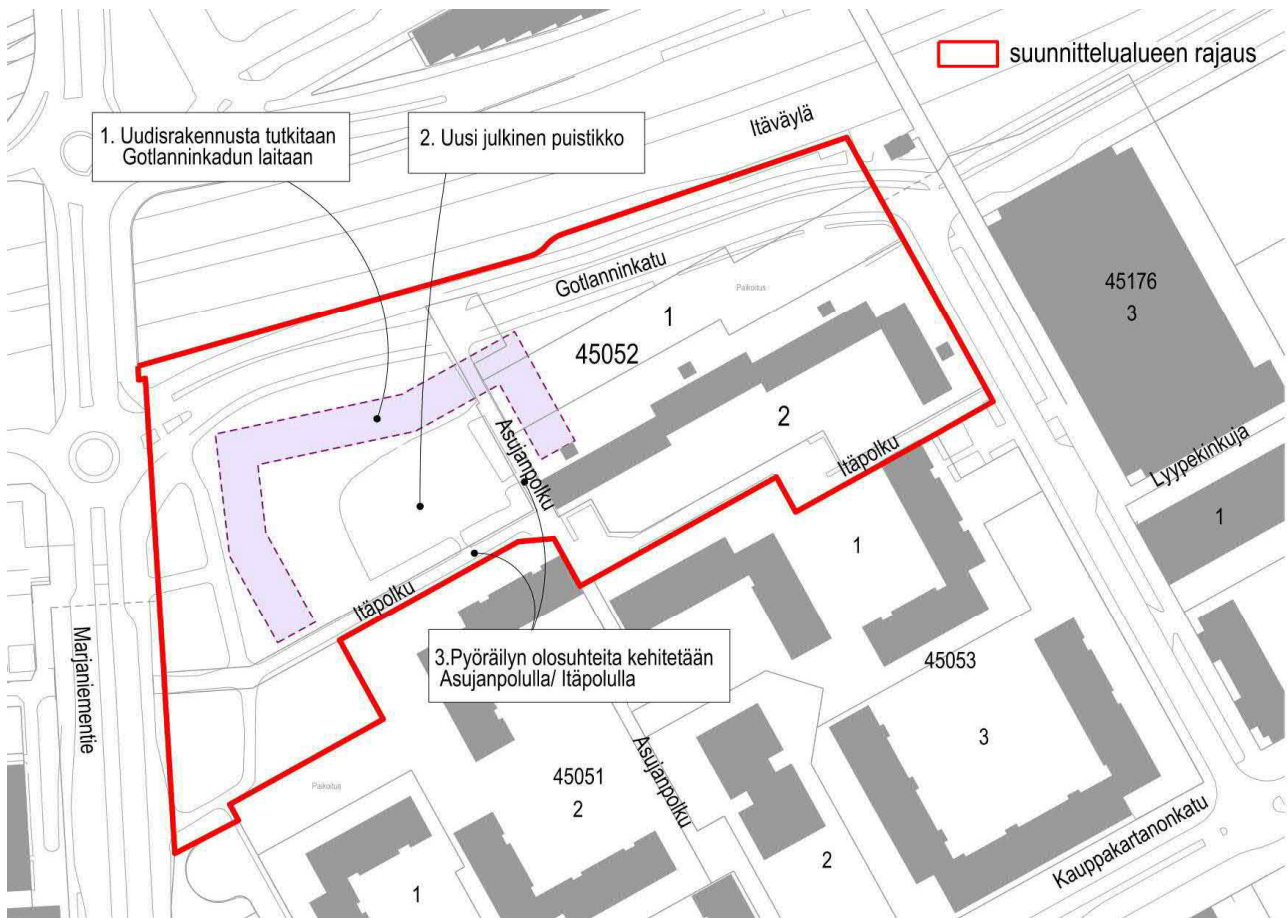 suunnittelualueen rajaus
1. Uudisrakennusta tutkitaan
Gotlanninkadun laitaan
2. Uusi julkinen puistikko
Itäväylä
Gotlanninkatu
Paikoitus
1
45052
45176
3
2
Asujanpolku
Itäpolku
Lyypekinkuja
1
1
Itäpolku
Marjaniementie
3.Pyöräilyn olosuhteita kehitetään
Asujanpolulla/ Itäpolulla
45053
3
Asujanpolku
45051
2
Paikoitus
Kauppakartanonkatu
2
1